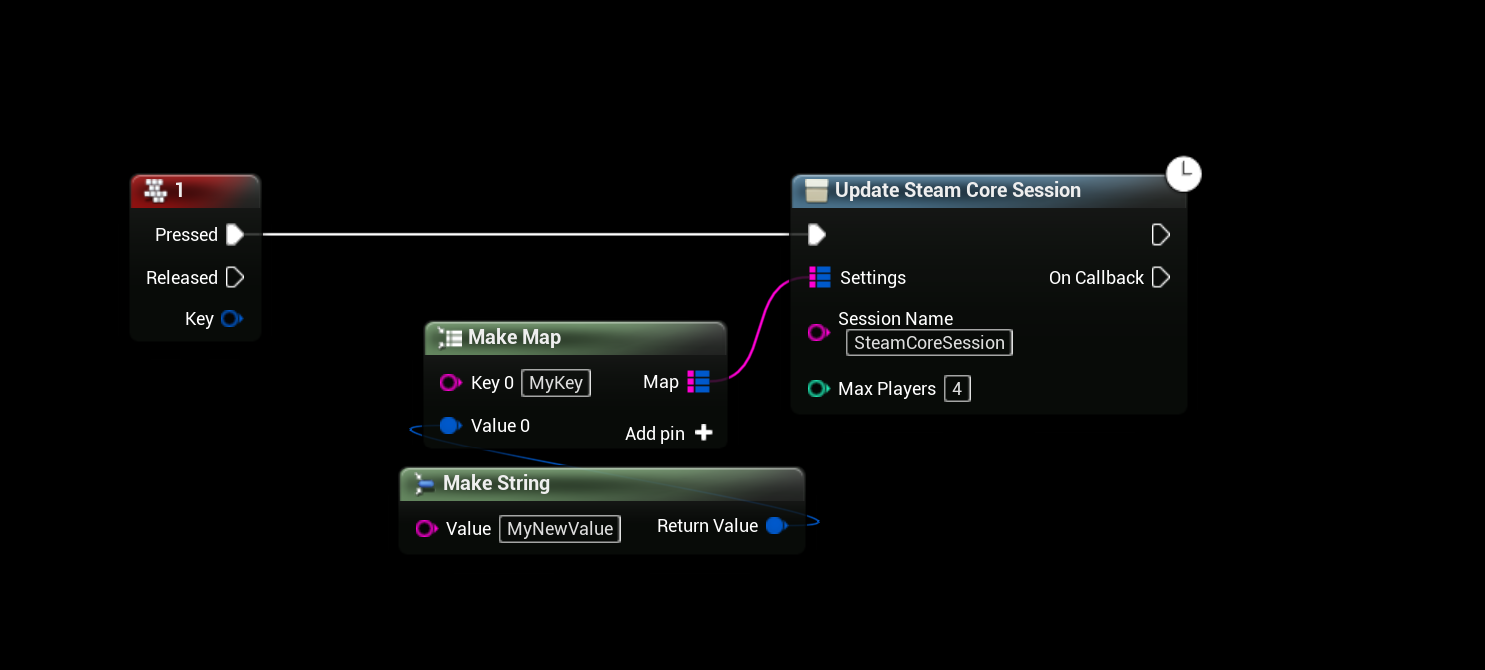 1
Pressed
Released
Key
Make Map
Key 0 MyKey
Map
Value 0
Add pin
Make String
Value MyNewValue
Return Value
Update Steam Core Session
Settings
On Callback
Session Name
SteamCoreSession
Max Players 4